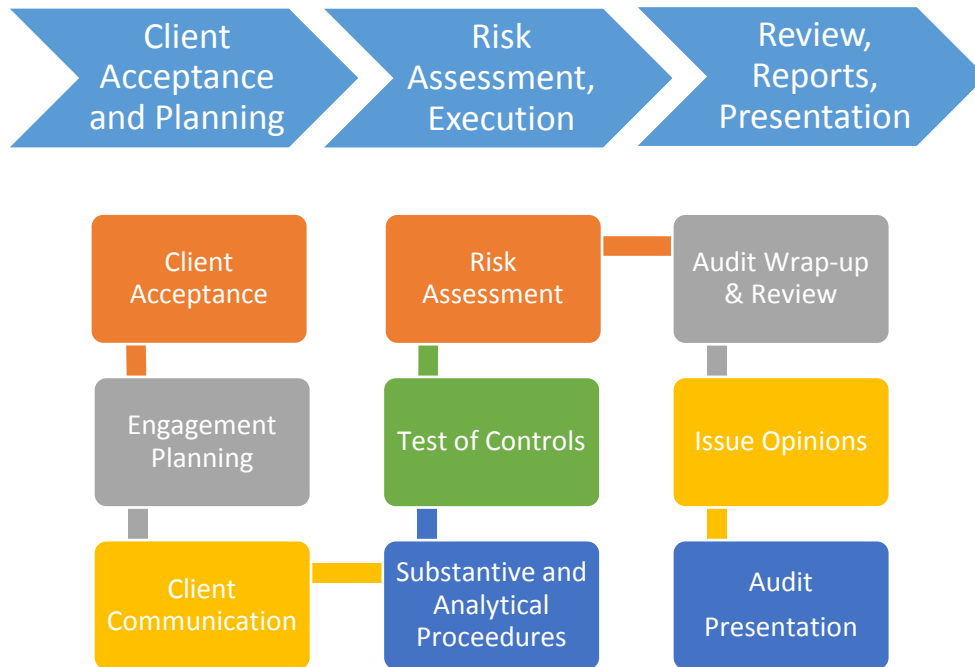 Client
Acceptance
and Planning
Risk
Assessment,
Execution
Review,
Reports,
Presentation
Client
Acceptance
Risk
Assessment
Audit Wrap-up
& Review
Engagement
Planning
Test of Controls
Issue Opinions
Client
Communication
Substantive and
Analytical
Proceedures
Audit
Presentation